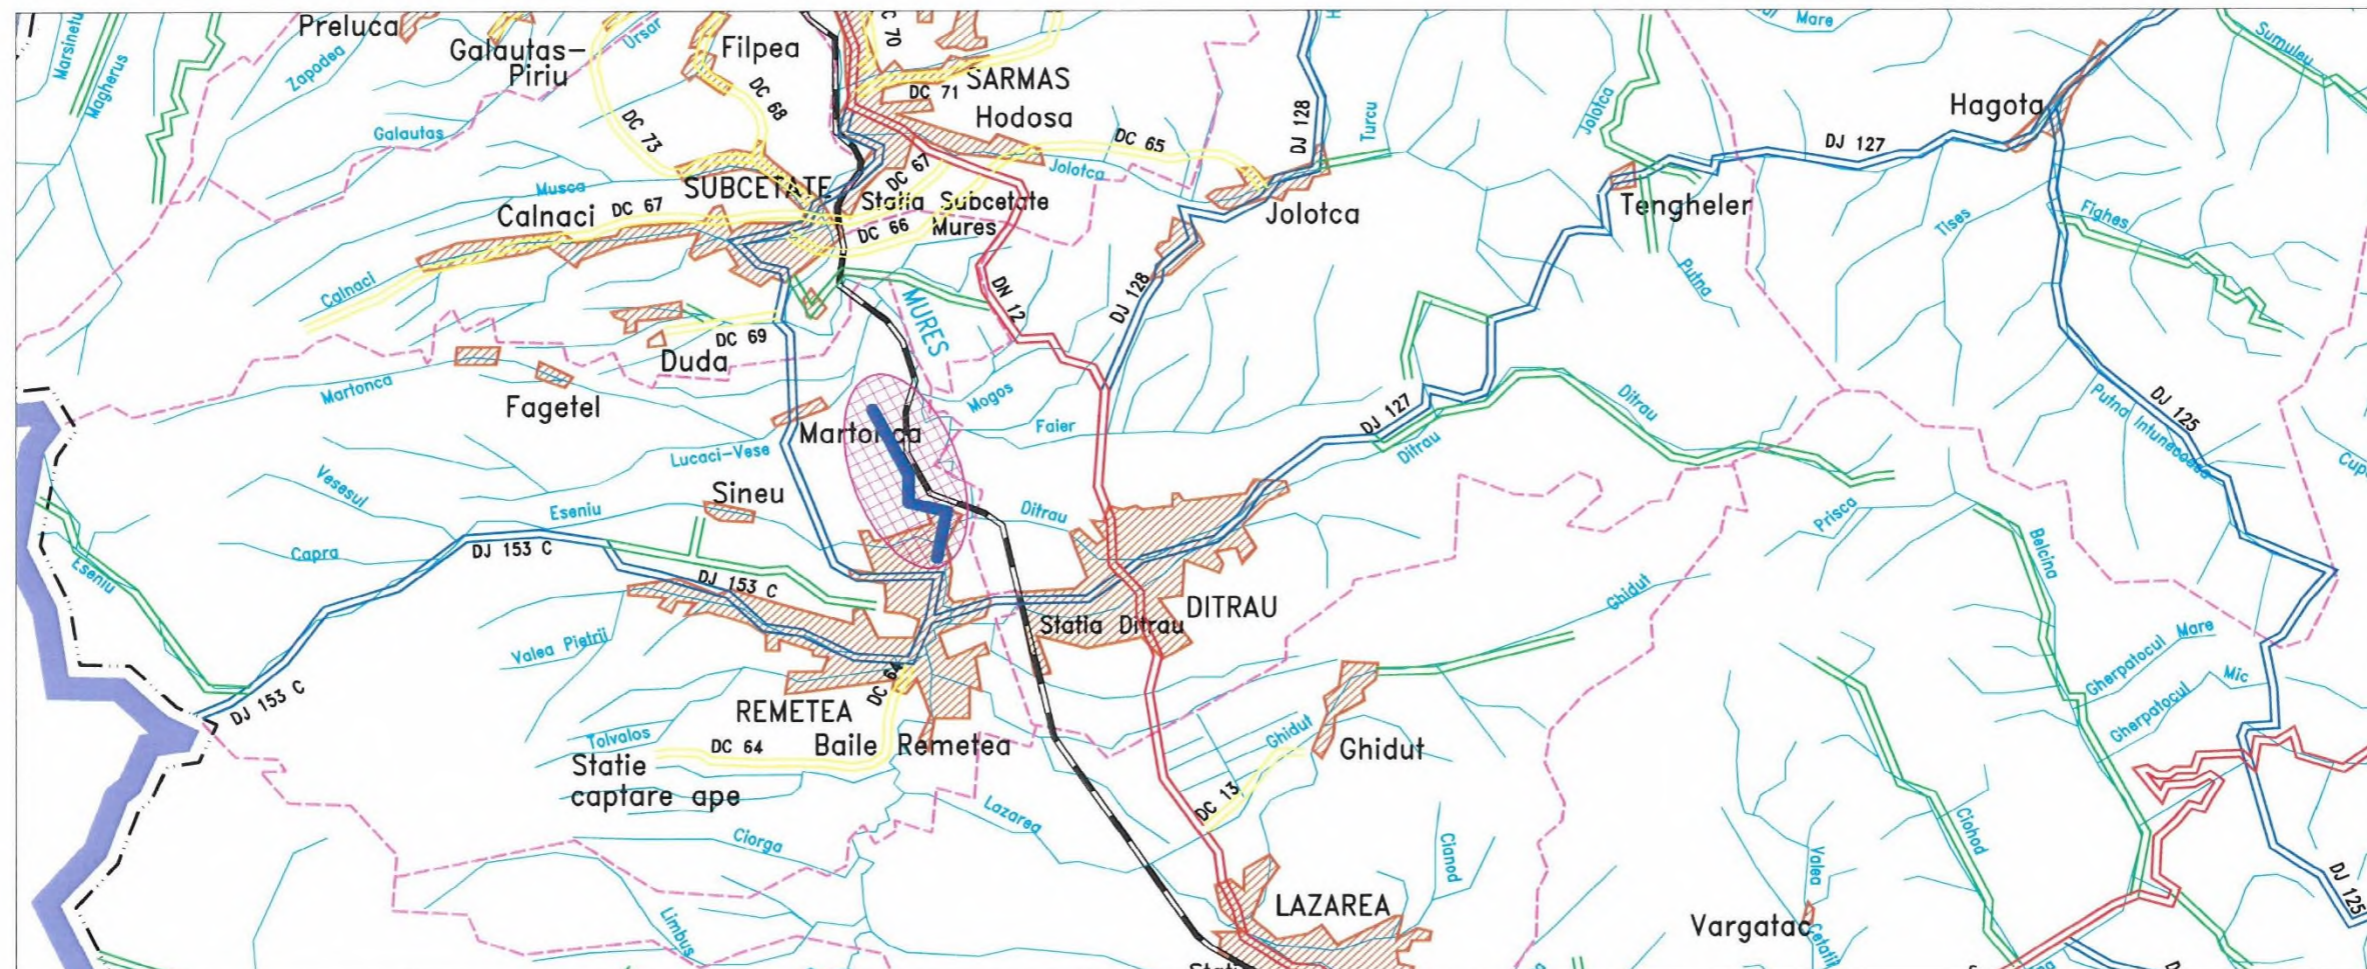 Preluca
Galautas-
Piriu
Ursar
Filpea
C 70
Mare
Sumuleu
Marsinetu
Magherus
Zapodea
DC 73
DC 68
SARMAS
DC 71
Hodosa
DJ 128
Turcu
Jolotca
Hagota
DJ 127
Galautas
DC 65
Jolotca
Musca
SUBCETATE
DC 67
Statia Subcetate
Mures
Calnaci
DC 67
DC 66
Jolotca
Tengheler
Tises
Fighes
Calnaci
DN 12
DJ 128
Putna
MURES
DC 69
Duda
Martonca
Fagetel
Mogos
Faier
DJ 127
Ditrau
Ditrau
Putna Intunecoasa
DJ 125
Martonca
Lucaci-Vese
Vesesul
Sineu
Eseniu
Ditrau
Prisca
Belcina
Capra
DJ 153 C
Eseniu
DJ 153 C
DITRAU
Statia Ditrau
Ghidut
Valea Pietrii
Gherpatocul Mare
Gherpatocul Mic
DJ 153 C
DC 64
REMETEA
Tolvalos
DC 64
Baile Remetea
Ghidut
Ghidut
Statie
captare ape
DC 13
Lazarea
Ciorga
Cianod
Valea
Ciohod
DJ 125
Limbus
LAZAREA
Vargatac